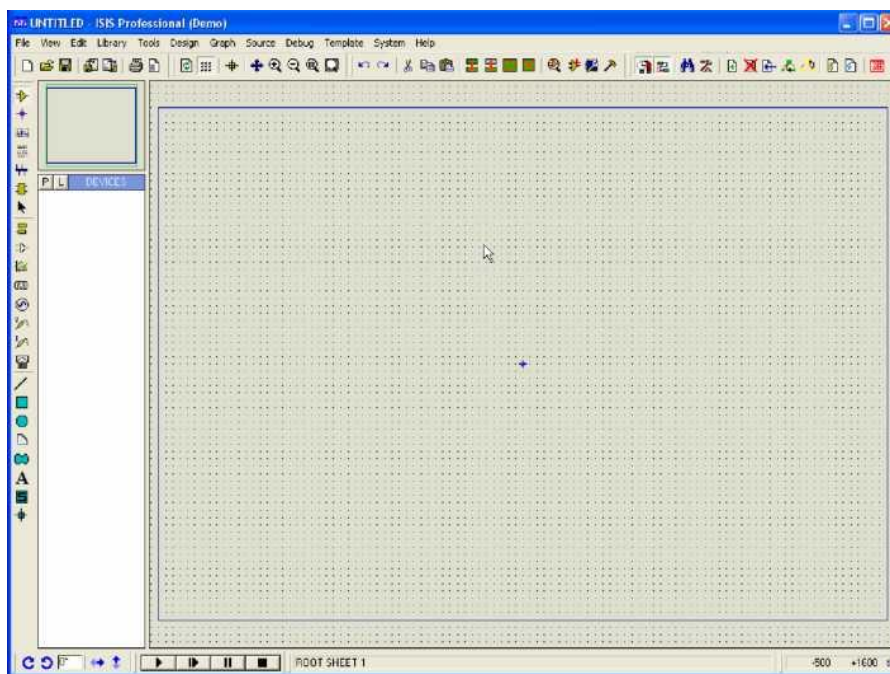 ISIS UNTITLED - ISIS Professional (Demo)
File View Edit Library Tools Design Graph Source Debug Template System Help
P L DEVICES
A
ROOT SHEET 1
-500 +1600